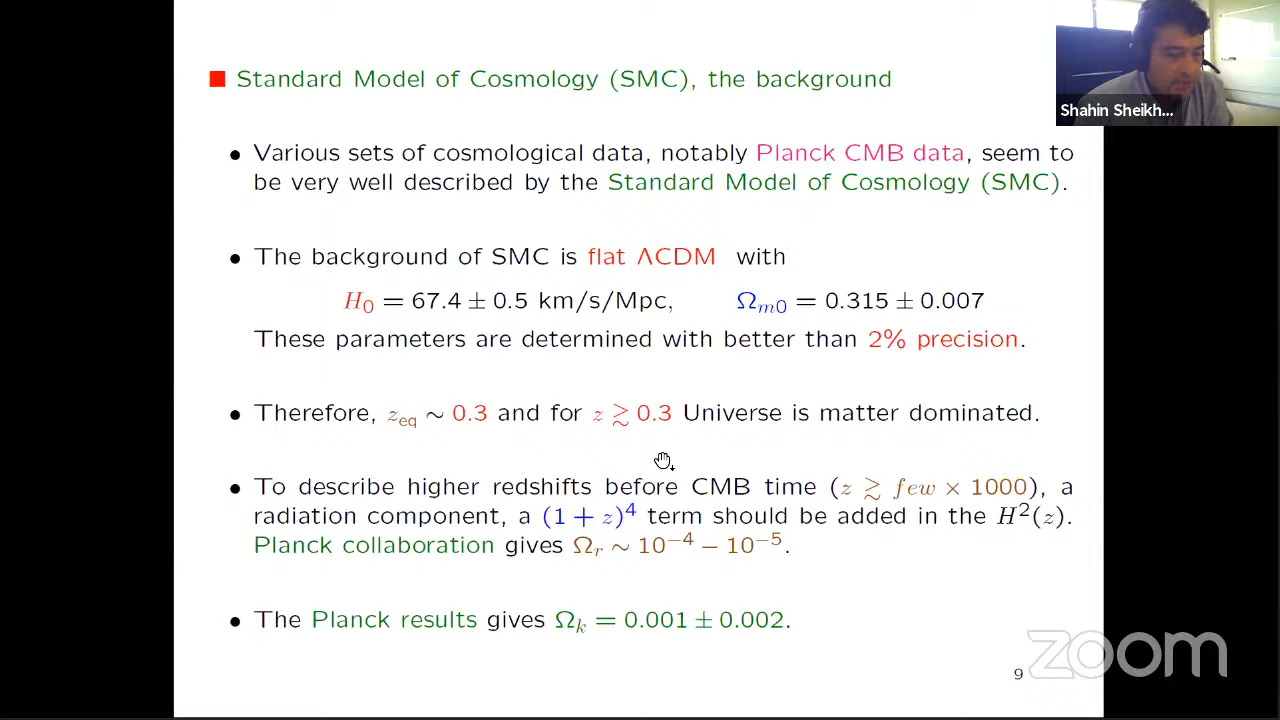 Standard Model of Cosmology (SMC), the background
Shahin Sheikh...
• Various sets of cosmological data, notably Planck CMB data, seem to
be very well described by the Standard Model of Cosmology (SMC).
• The background of SMC is flat ΛCDM with
H₀ = 67.4 ± 0.5 km/s/Mpc, Ωₘ₀ = 0.315 ± 0.007
These parameters are determined with better than 2% precision.
• Therefore, z_eq ∼ 0.3 and for z ≳ 0.3 Universe is matter dominated.
• To describe higher redshifts before CMB time (z ≳ few × 1000), a
radiation component, a (1 + z)⁴ term should be added in the H²(z).
Planck collaboration gives Ωᵣ ∼ 10⁻⁴ − 10⁻⁵.
• The Planck results gives Ωₖ = 0.001 ± 0.002.
9
zoom